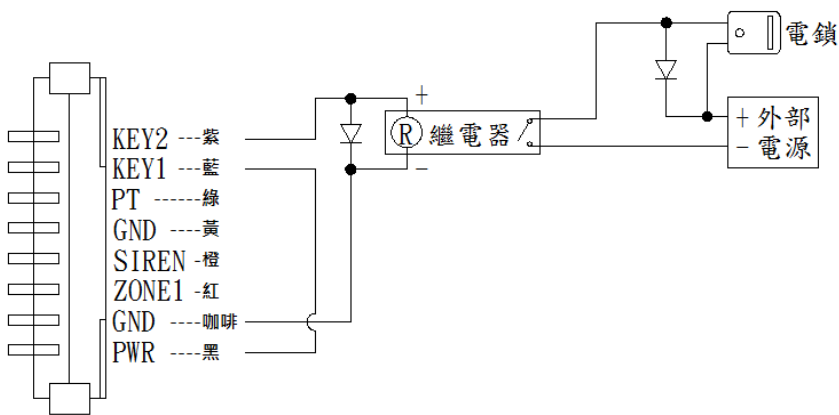 KEY2 ---紫
KEY1 ---藍
PT ------綠
GND ----黃
SIREN -橙
ZONE1 -紅
GND ----咖啡
PWR ----黑
+
R 繼電器
-
電鎖
+ 外部
- 電源